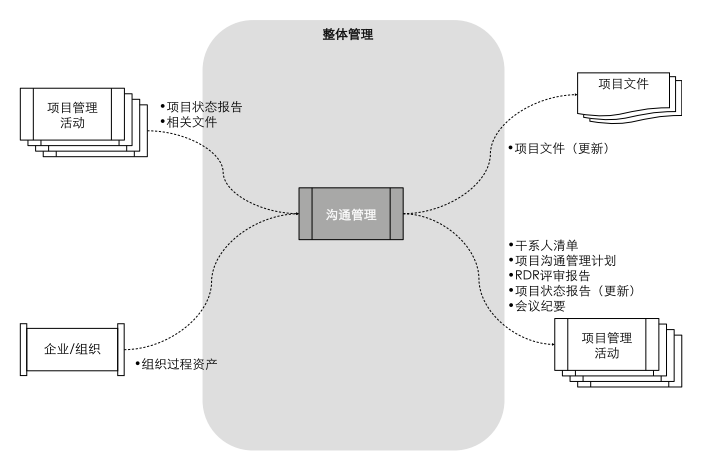 整体管理
项目管理
活动
•项目状态报告
•相关文件
项目文件
•项目文件（更新）
沟通管理
•干系人清单
•项目沟通管理计划
•RDR评审报告
•项目状态报告（更新）
•会议纪要
企业/组织
•组织过程资产
项目管理
活动